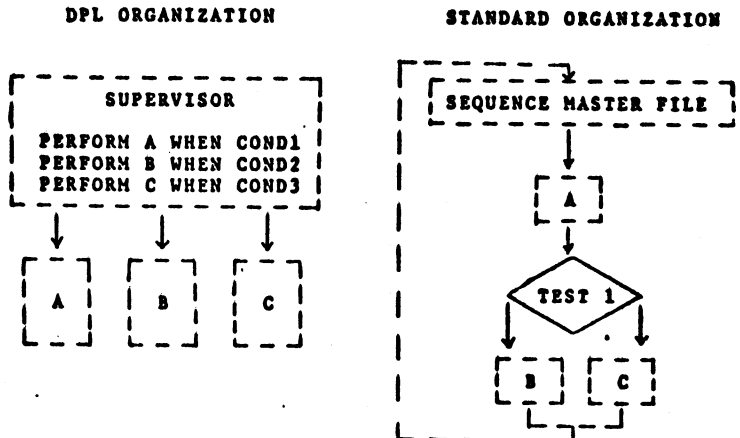 DPL ORGANIZATION
SUPERVISOR
PERFORM A WHEN COND1
PERFORM B WHEN COND2
PERFORM C WHEN COND3
A
B
C
STANDARD ORGANIZATION
SEQUENCE MASTER FILE
A
TEST 1
B
C